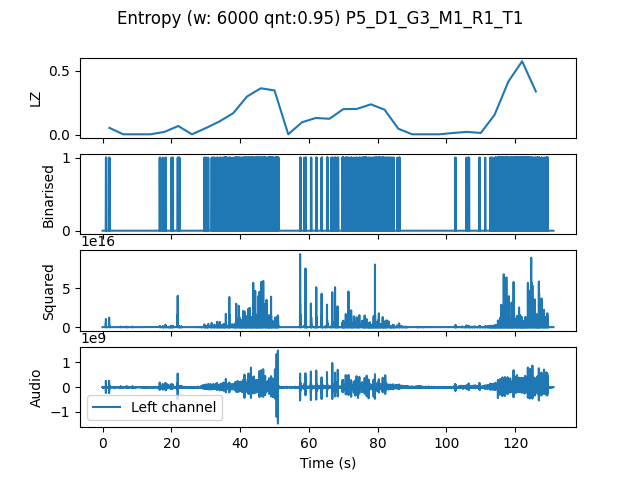 Entropy (w: 6000 qnt:0.95) P5_D1_G3_M1_R1_T1
0.5
LZ
0.0
1
Binarised
0
1e16
5
Squared
0
1e9
1
Audio
0
−1
Left channel
0 20 40 60 80 100 120
Time (s)